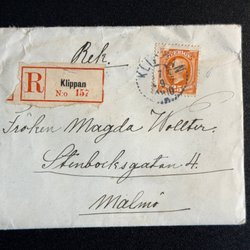 Rek.
R
Klippan
No 157
Fröken Magda Wollter.
Stenbocksgatan 4.
Malmö